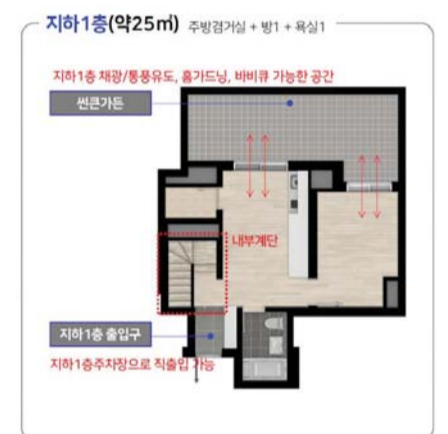 지하1층(약25㎡) 주방겸거실 + 방1 + 욕실1
지하1층 채광/통풍유도, 홈가드닝, 바비큐 가능한 공간
썬큰가든
내부계단
지하1층 출입구
지하1층주차장으로 직출입 가능